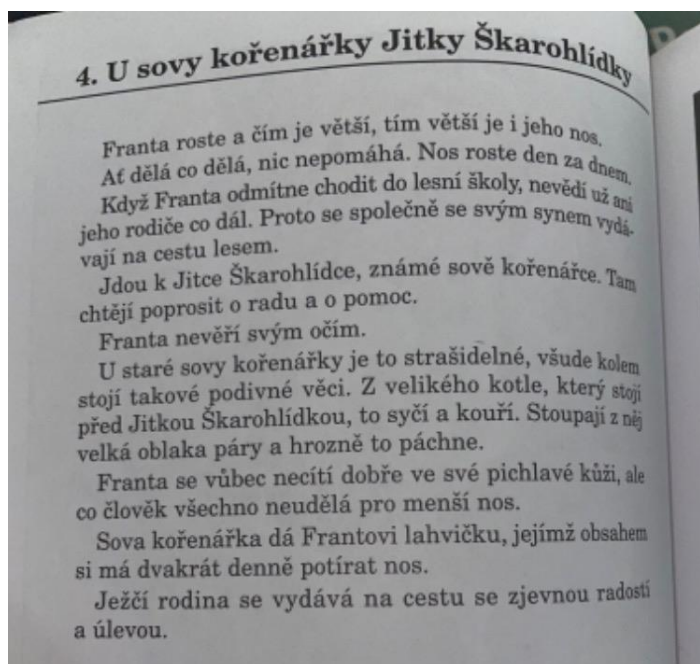 4. U sovy kořenářky Jitky Škarohlídky
Franta roste a čím je větší, tím větší je i jeho nos.
Ať dělá co dělá, nic nepomáhá. Nos roste den za dnem.
Když Franta odmítne chodit do lesní školy, nevědí už ani
jeho rodiče co dál. Proto se společně se svým synem vydá-
vají na cestu lesem.
Jdou k Jitce Škarohlídce, známé sově kořenářce. Tam
chtějí poprosit o radu a o pomoc.
Franta nevěří svým očím.
U staré sovy kořenářky je to strašidelné, všude kolem
stojí takové podivné věci. Z velikého kotle, který stojí
před Jitkou Škarohlídkou, to syčí a kouří. Stoupají z něj
velká oblaka páry a hrozně to páchne.
Franta se vůbec necítí dobře ve své pichlavé kůži, ale
co člověk všechno neudělá pro menší nos.
Sova kořenářka dá Frantovi lahvičku, jejímž obsahem
si má dvakrát denně potírat nos.
Ježčí rodina se vydává na cestu se zjevnou radostí
a úlevou.